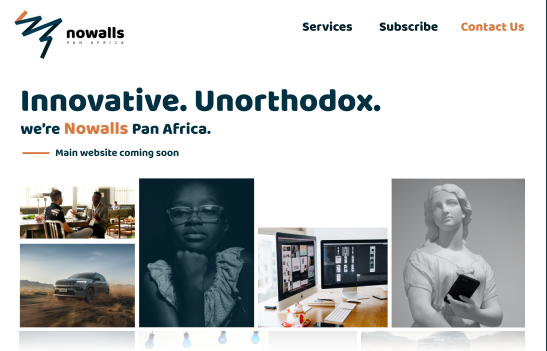 nowalls
PAN AFRICA
Services
Subscribe
Contact Us
Innovative. Unorthodox.
we're Nowalls Pan Africa.
Main website coming soon